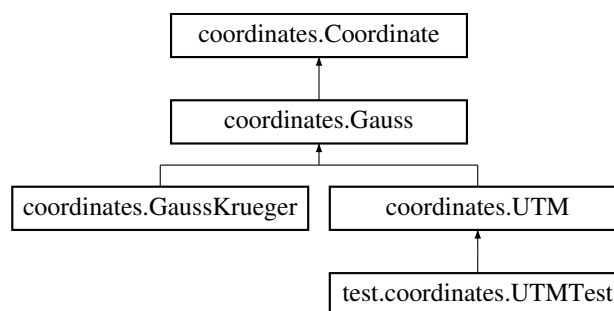 coordinates.Coordinate
coordinates.Gauss
coordinates.GaussKrueger
coordinates.UTM
test.coordinates.UTMTest